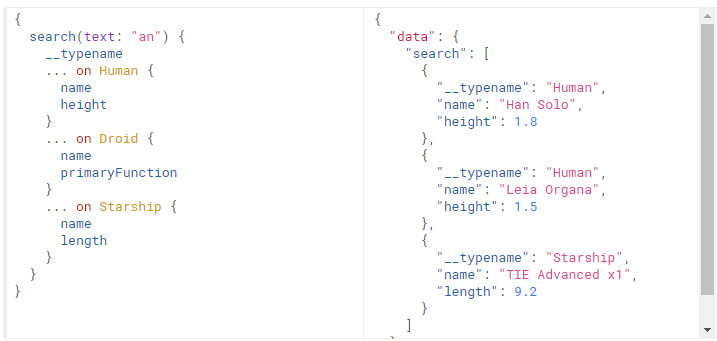 {
  search(text: "an") {
    __typename
    ... on Human {
      name
      height
    }
    ... on Droid {
      name
      primaryFunction
    }
    ... on Starship {
      name
      length
    }
  }
}
{
  "data": {
    "search": [
      {
        "__typename": "Human",
        "name": "Han Solo",
        "height": 1.8
      },
      {
        "__typename": "Human",
        "name": "Leia Organa",
        "height": 1.5
      },
      {
        "__typename": "Starship",
        "name": "TIE Advanced x1",
        "length": 9.2
      }
    ]
  }